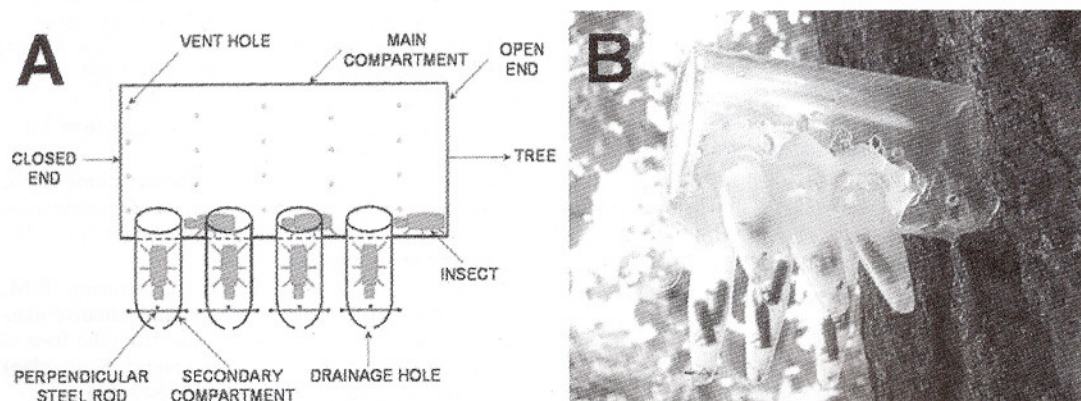 A
VENT HOLE
MAIN
COMPARTMENT
OPEN
END
CLOSED
END
TREE
INSECT
PERPENDICULAR
STEEL ROD
SECONDARY
COMPARTMENT
DRAINAGE HOLE
B